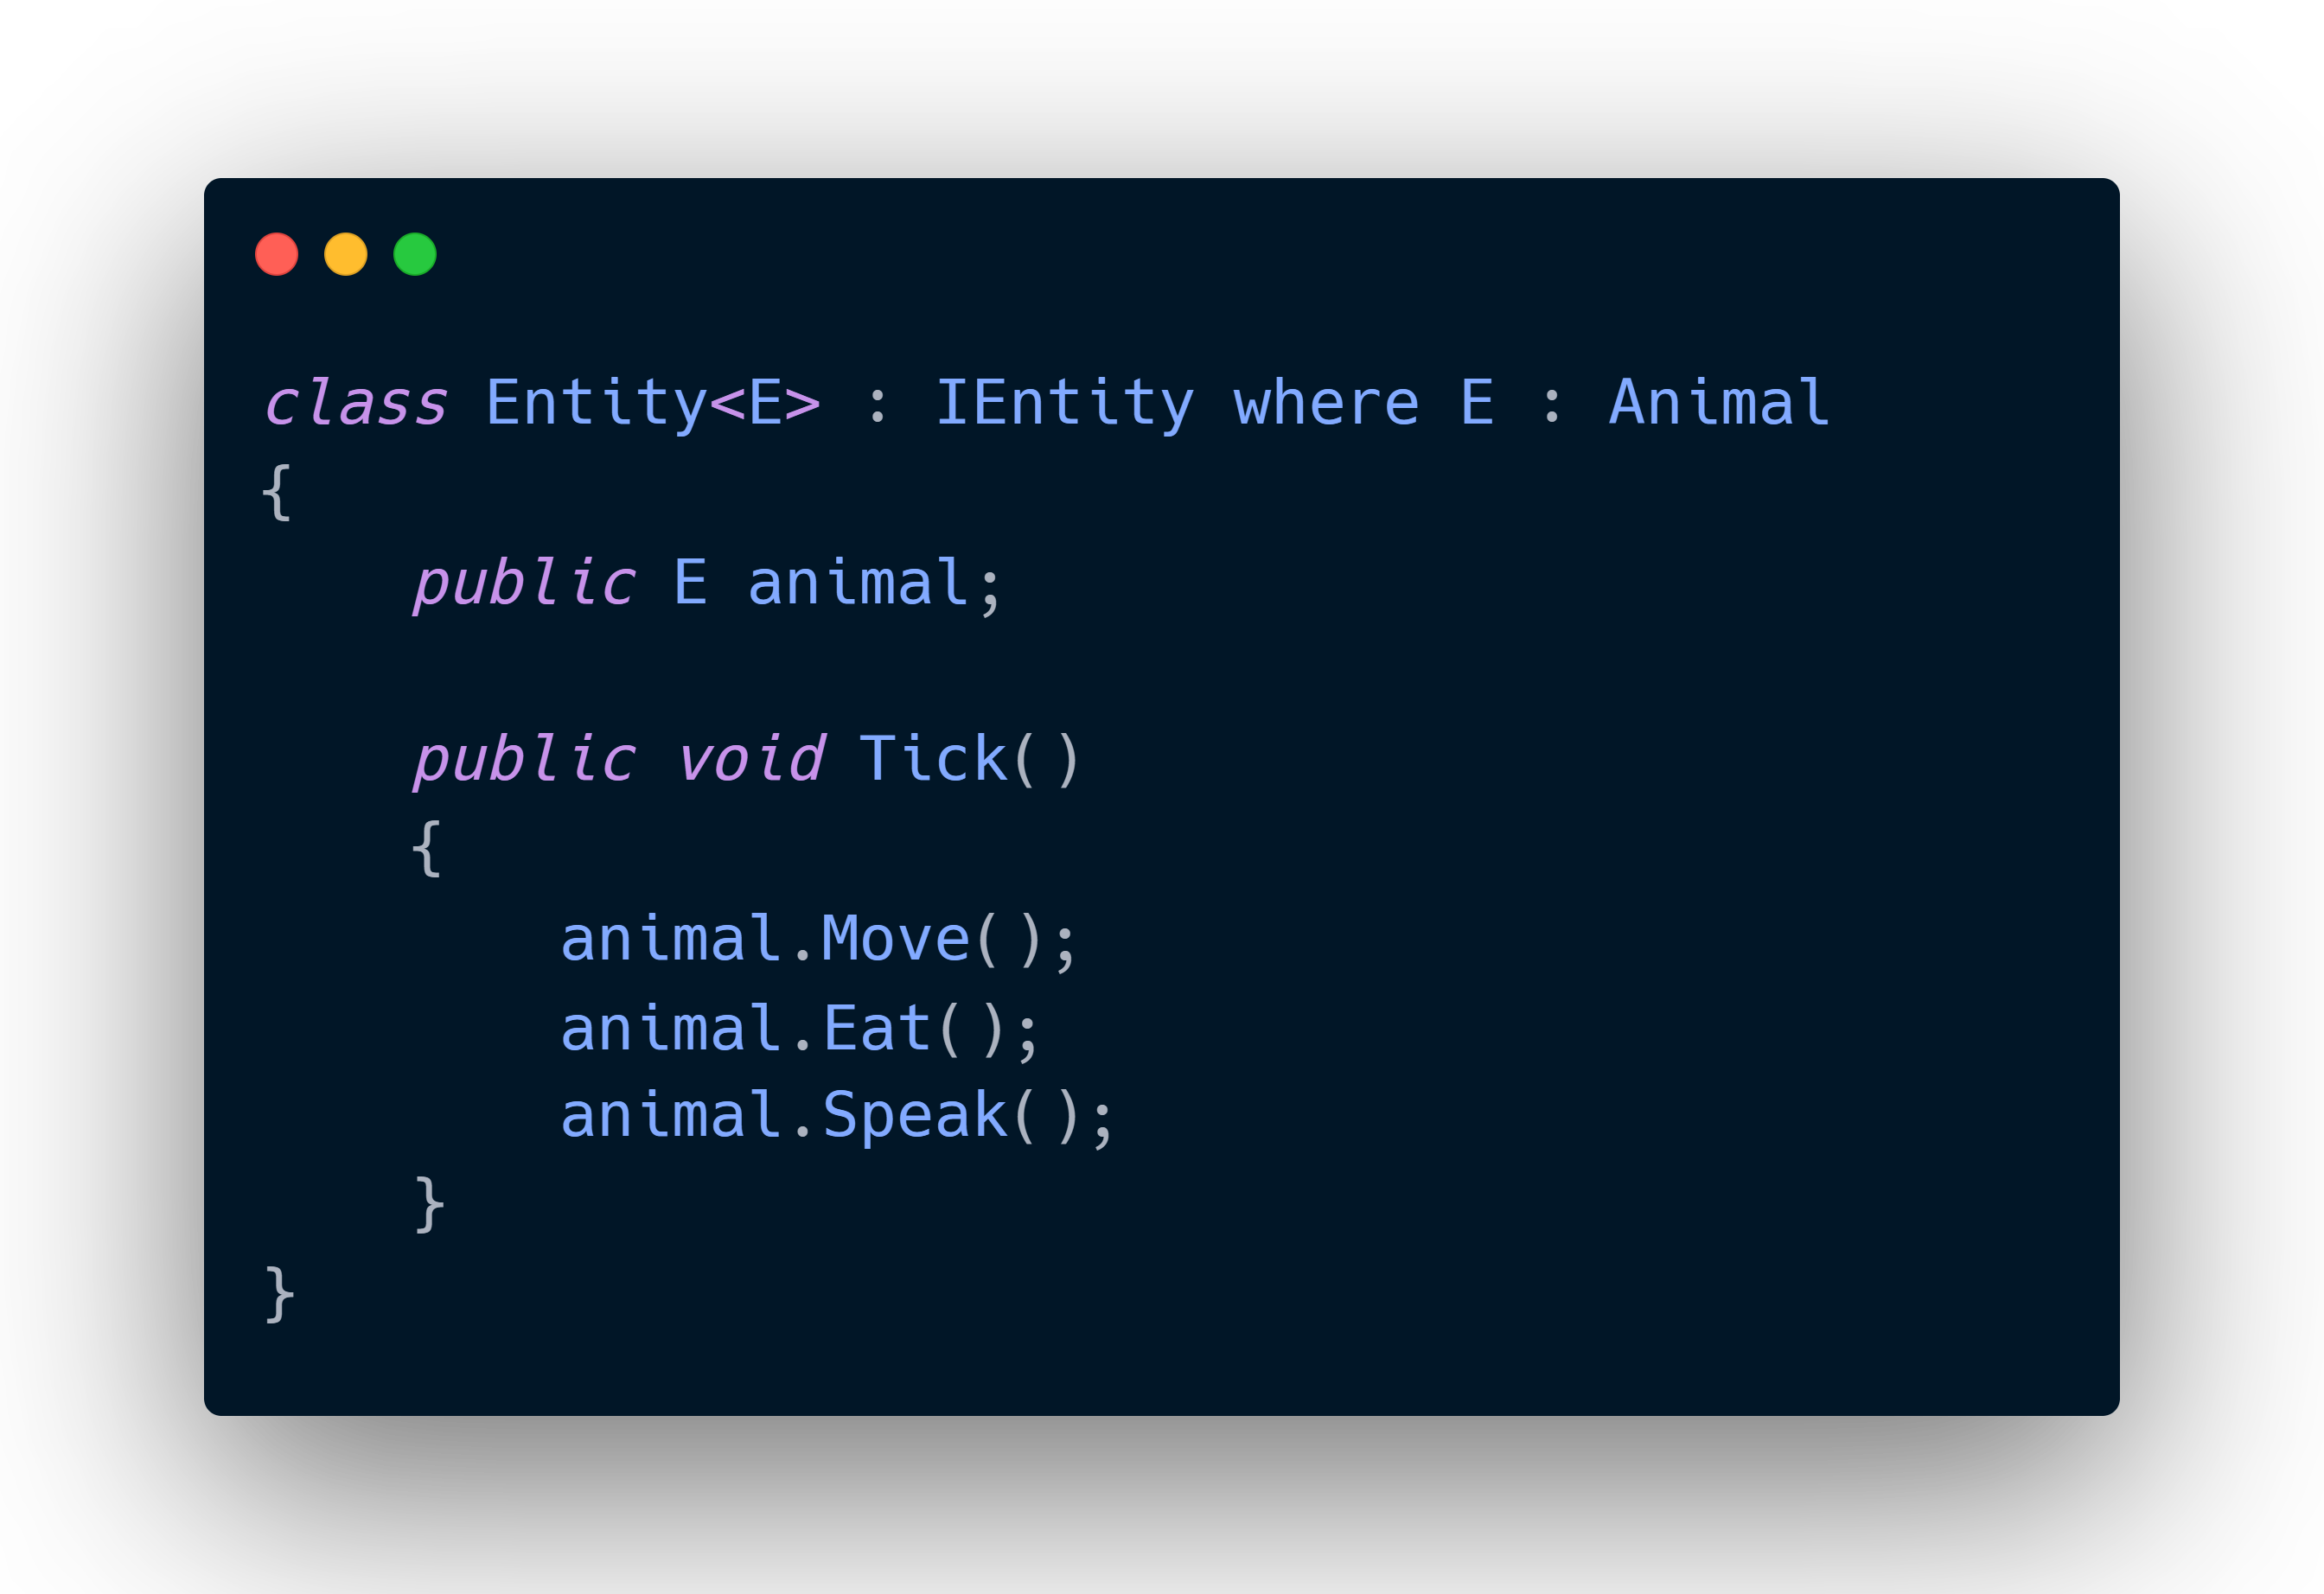 class Entity<E> : IEntity where E : Animal
{
    public E animal;

    public void Tick()
    {
        animal.Move();
        animal.Eat();
        animal.Speak();
    }
}